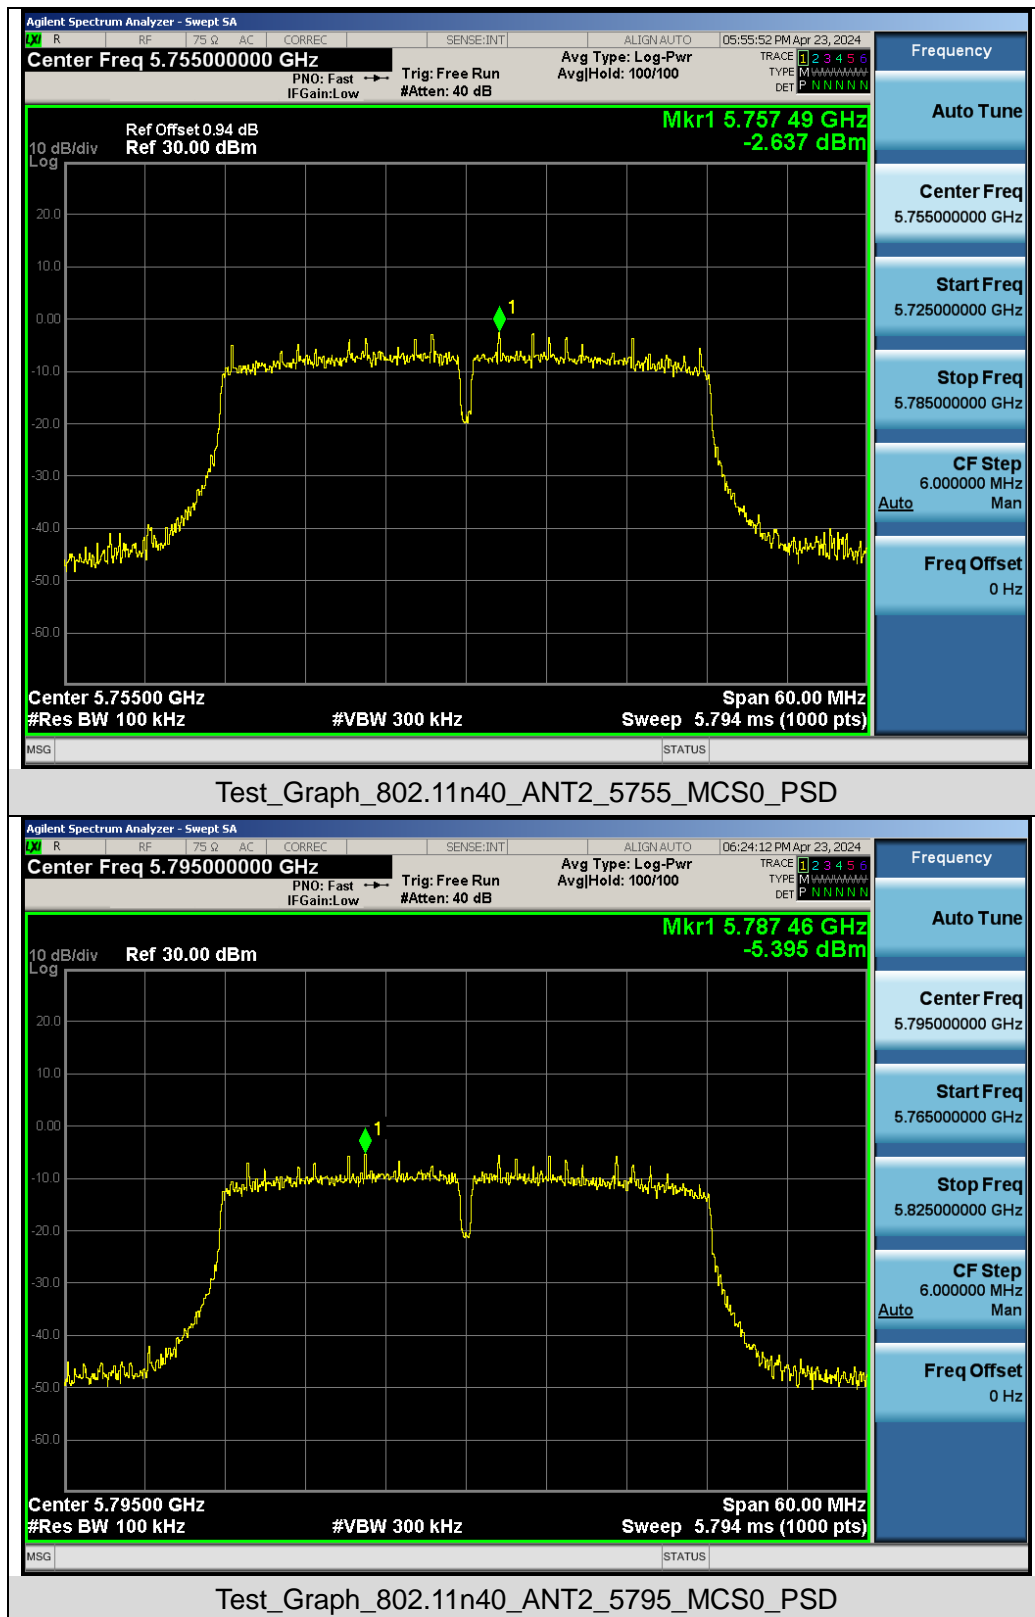 Agilent Spectrum Analyzer - Swept SA
LXI R RF 75 Ω AC CORREC SENSE:INT ALIGN AUTO 05:55:52 PM Apr 23, 2024
Center Freq 5.755000000 GHz
PNO: Fast
IFGain:Low
Trig: Free Run
#Atten: 40 dB
Avg Type: Log-Pwr
Avg|Hold: 100/100
TRACE 1 2 3 4 5 6
TYPE M
DET P N N N N N
Frequency
Auto Tune
Center Freq
5.755000000 GHz
Start Freq
5.725000000 GHz
Stop Freq
5.785000000 GHz
CF Step
6.000000 MHz
Auto Man
Freq Offset
0 Hz
Mkr1 5.757 49 GHz
-2.637 dBm
Ref Offset 0.94 dB
10 dB/div Ref 30.00 dBm
Log
20.0
10.0
0.00
-10.0
-20.0
-30.0
-40.0
-50.0
-60.0
1
Center 5.75500 GHz Span 60.00 MHz
#Res BW 100 kHz #VBW 300 kHz Sweep 5.794 ms (1000 pts)
MSG STATUS
Test_Graph_802.11n40_ANT2_5755_MCS0_PSD
Agilent Spectrum Analyzer - Swept SA
LXI R RF 75 Ω AC CORREC SENSE:INT ALIGN AUTO 06:24:12 PM Apr 23, 2024
Center Freq 5.795000000 GHz
PNO: Fast
IFGain:Low
Trig: Free Run
#Atten: 40 dB
Avg Type: Log-Pwr
Avg|Hold: 100/100
TRACE 1 2 3 4 5 6
TYPE M
DET P N N N N N
Frequency
Auto Tune
Center Freq
5.795000000 GHz
Start Freq
5.765000000 GHz
Stop Freq
5.825000000 GHz
CF Step
6.000000 MHz
Auto Man
Freq Offset
0 Hz
Mkr1 5.787 46 GHz
-5.395 dBm
10 dB/div Ref 30.00 dBm
Log
20.0
10.0
0.00
-10.0
-20.0
-30.0
-40.0
-50.0
-60.0
1
Center 5.79500 GHz Span 60.00 MHz
#Res BW 100 kHz #VBW 300 kHz Sweep 5.794 ms (1000 pts)
MSG STATUS
Test_Graph_802.11n40_ANT2_5795_MCS0_PSD